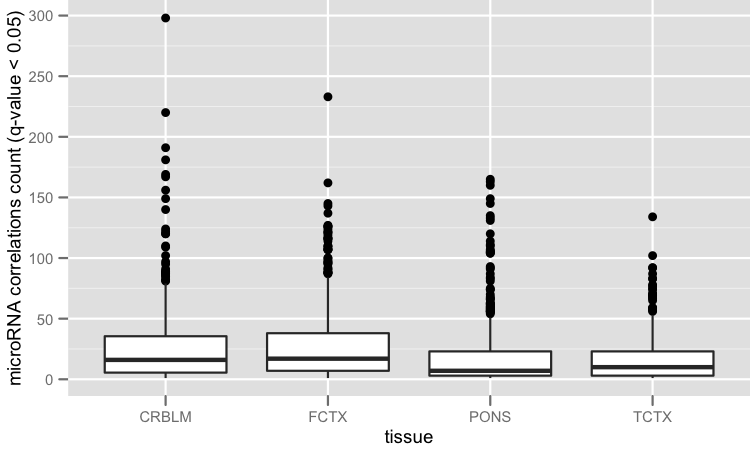 microRNA correlations count (q-value < 0.05)
300
250
200
150
100
50
0
CRBLM FCTX PONS TCTX
tissue